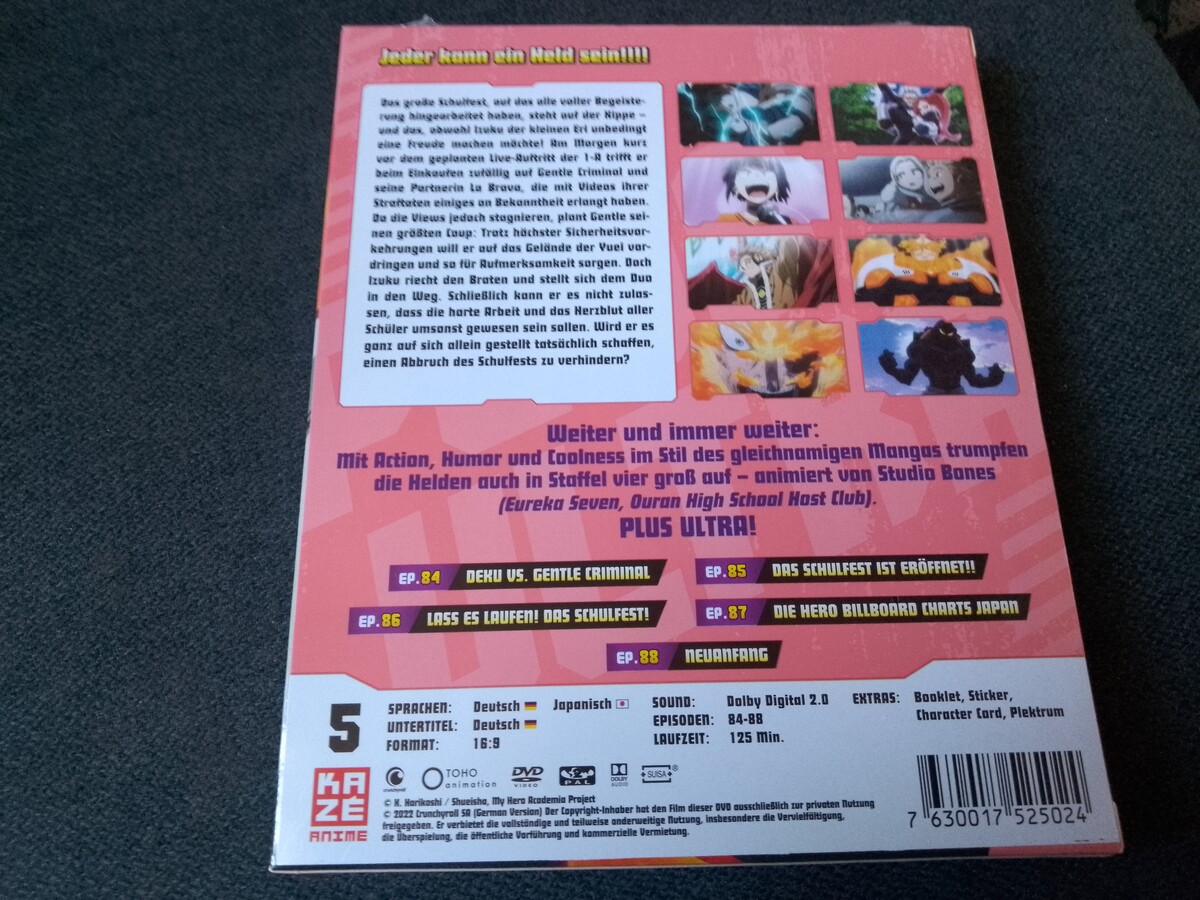 Jeder kann ein Held sein!!!!
Das große Schulfest, auf das alle voller Begeiste-
rung hingearbeitet haben, steht auf der Kippe –
und das, obwohl Izuku der kleinen Eri unbedingt
eine Freude machen möchte! Am Morgen kurz
vor dem geplanten Live-Auftritt der 1-A trifft er
beim Einkaufen zufällig auf Gentle Criminal und
seine Partnerin La Brava, die mit Videos ihrer
Straftaten einiges an Bekanntheit erlangt haben.
Da die Views jedoch stagnieren, plant Gentle sei-
nen größten Coup: Trotz höchster Sicherheitsvor-
kehrungen will er auf das Gelände der Yuei vor-
dringen und so für Aufmerksamkeit sorgen. Doch
Izuku riecht den Braten und stellt sich dem Duo
in den Weg. Schließlich kann er es nicht zulas-
sen, dass die harte Arbeit und das Herzblut aller
Schüler umsonst gewesen sein sollen. Wird er es
ganz auf sich allein gestellt tatsächlich schaffen,
einen Abbruch des Schulfests zu verhindern?
Weiter und immer weiter:
Mit Action, Humor und Coolness im Stil des gleichnamigen Mangas trumpfen
die Helden auch in Staffel vier groß auf – animiert von Studio Bones
(Eureka Seven, Ouran High School Host Club).
PLUS ULTRA!
EP.84 DEKU VS. GENTLE CRIMINAL
EP.85 DAS SCHULFEST IST ERÖFFNET!!
EP.86 LASS ES LAUFEN! DAS SCHULFEST!
EP.87 DIE HERO BILLBOARD CHARTS JAPAN
EP.88 NEUANFANG
5
SPRACHEN: Deutsch Japanisch
UNTERTITEL: Deutsch
FORMAT: 16:9
SOUND: Dolby Digital 2.0
EPISODEN: 84-88
LAUFZEIT: 125 Min.
EXTRAS: Booklet, Sticker,
Character Card, Plektrum
KAZÉ
ANIME
crunchyroll
TOHO
animation
DVD
VIDEO
PAL
DOLBY
AUDIO
SUISA®
© K. Horikoshi / Shueisha, My Hero Academia Project
© 2022 Crunchyroll SA (German Version) Der Copyright-Inhaber hat den Film dieser DVD ausschließlich zur privaten Nutzung
freigegeben. Er verbietet die vollständige und teilweise anderweitige Nutzung, insbesondere die Vervielfältigung,
die Überspielung, die öffentliche Vorführung und kommerzielle Vermietung.
7 630017 525024